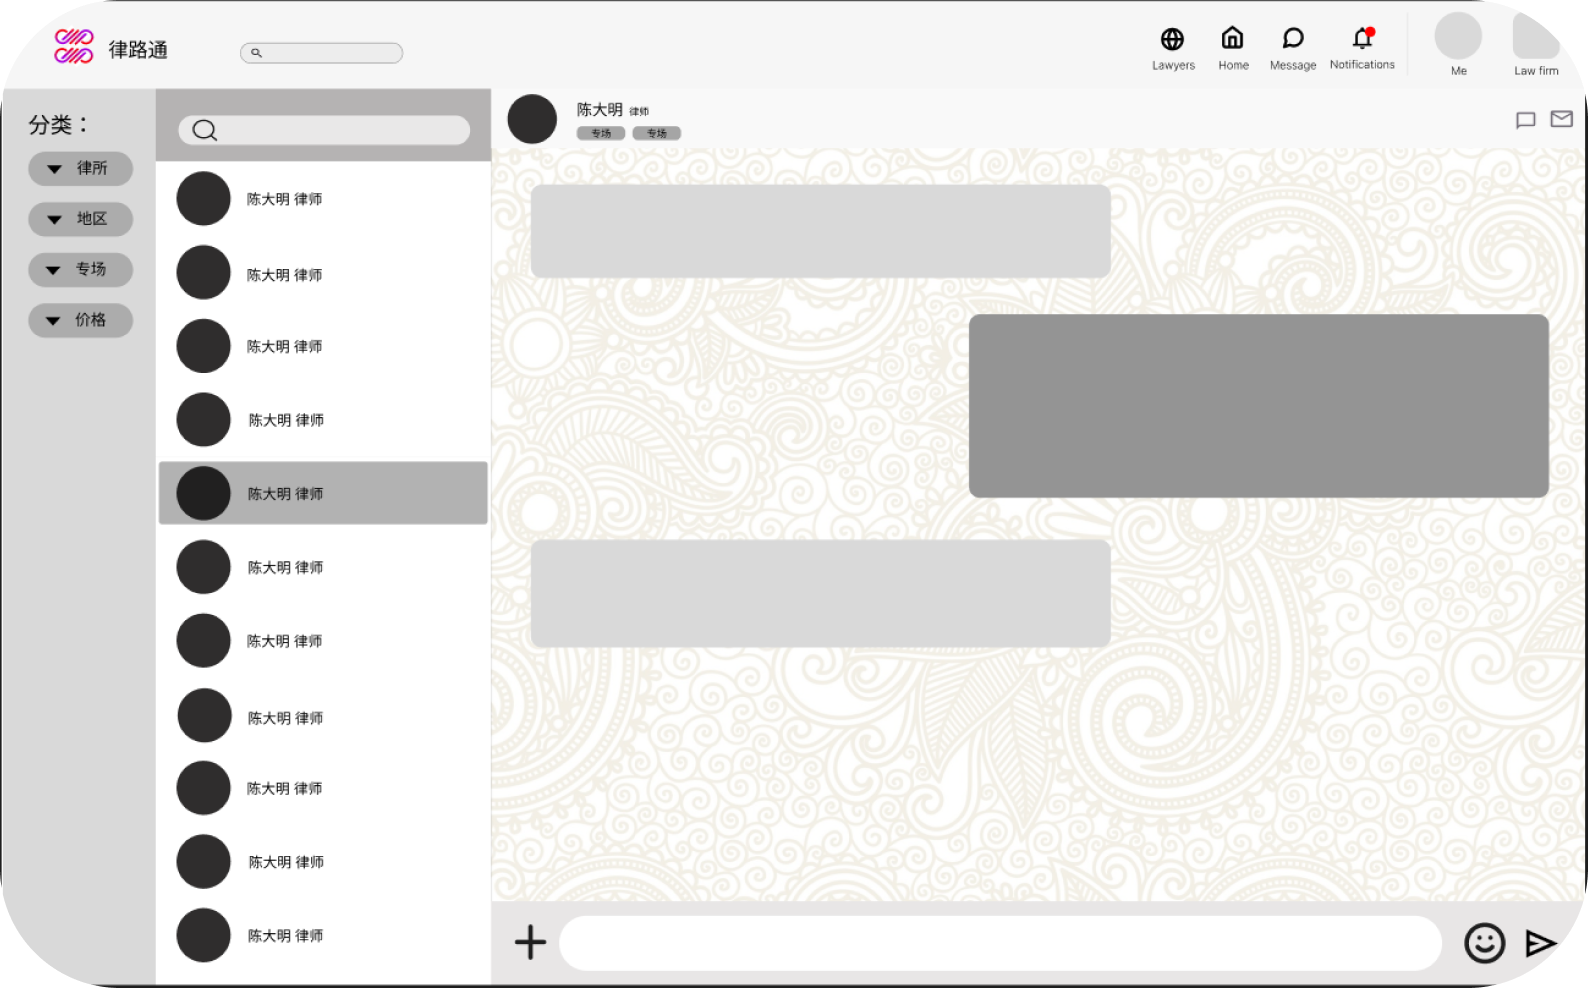 律路通
Lawyers
Home
Message
Notifications
Me
Law firm
分类：
律所
地区
专场
价格
陈大明 律师
陈大明 律师
陈大明 律师
陈大明 律师
陈大明 律师
陈大明 律师
陈大明 律师
陈大明 律师
陈大明 律师
陈大明 律师
陈大明 律师
陈大明 律师
专场 专场